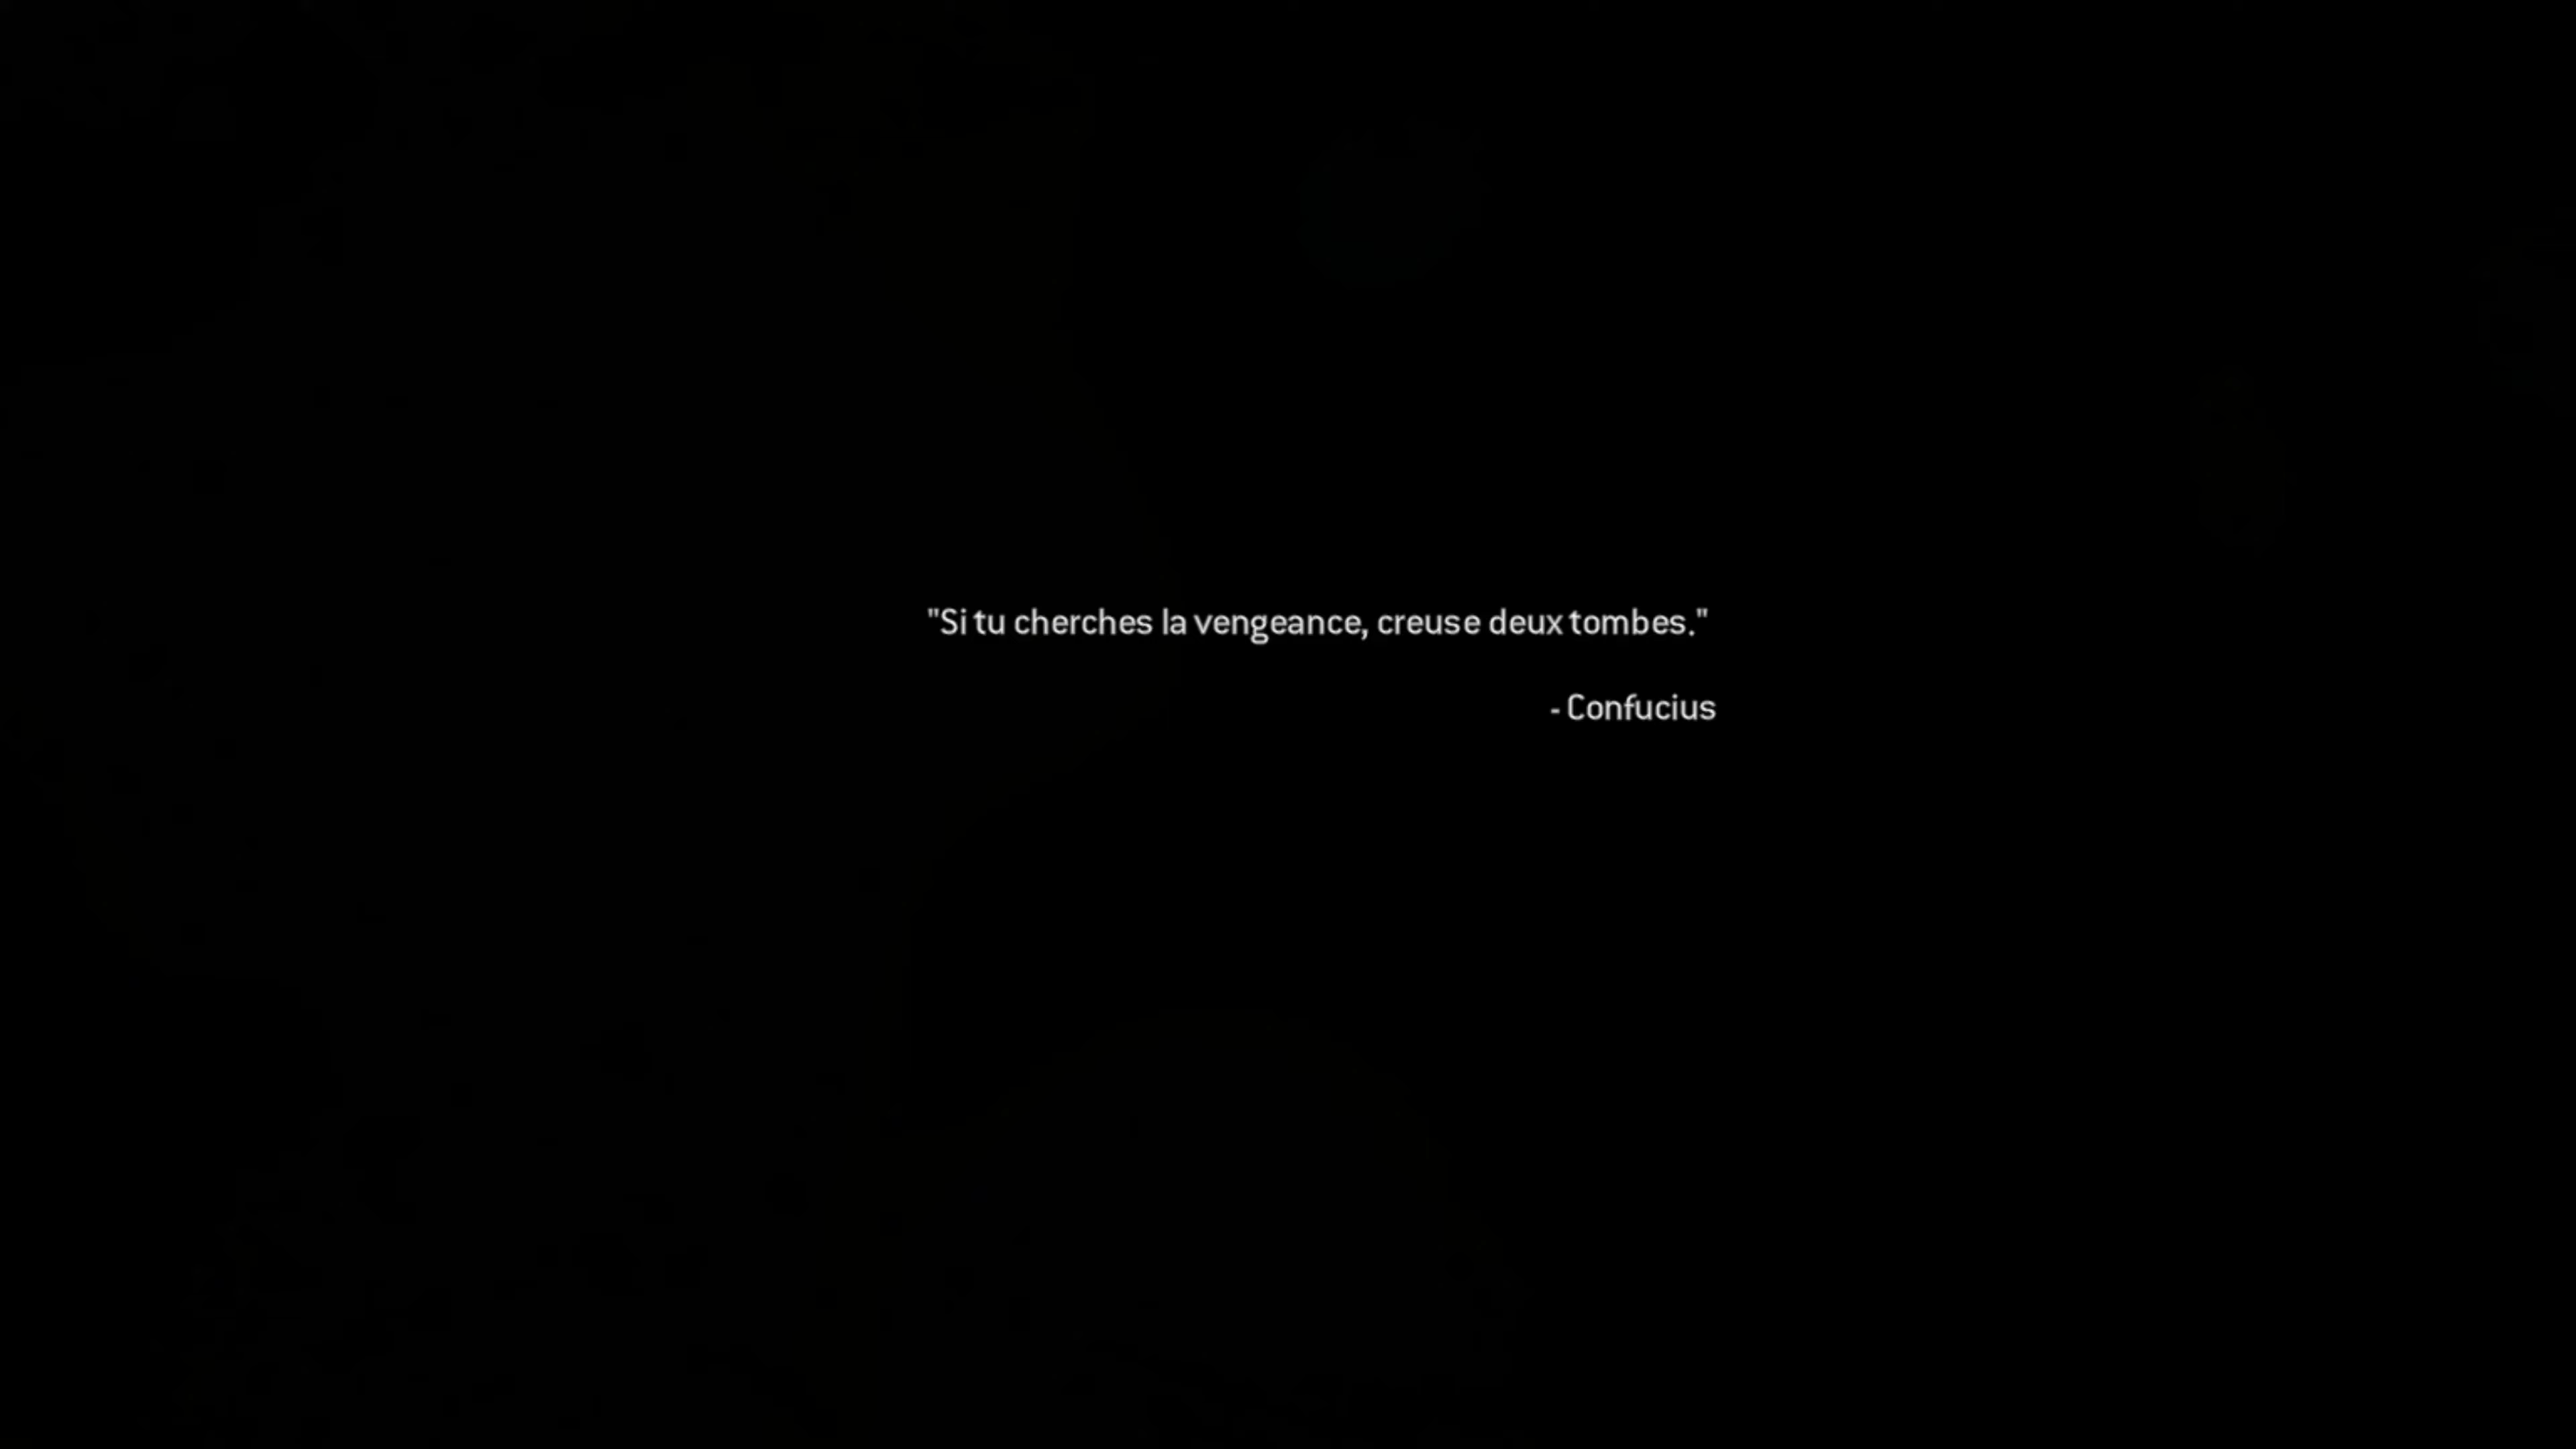 "Si tu cherches la vengeance, creuse deux tombes."
- Confucius